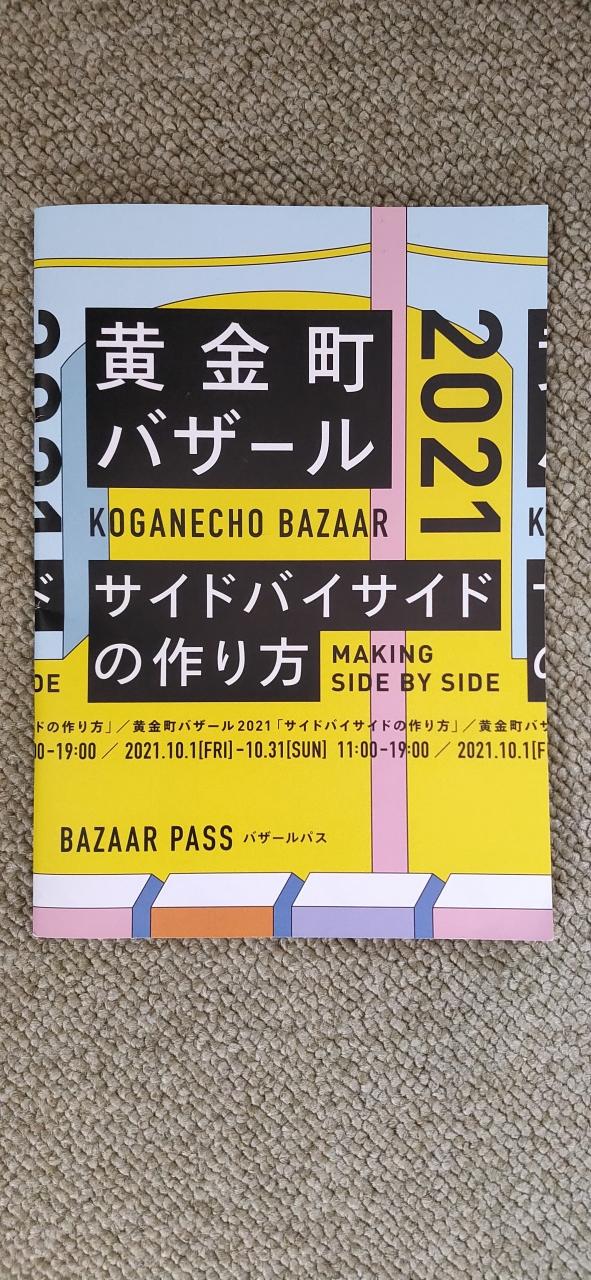 黄金町
バザール
2021
KOGANECHO BAZAAR
サイドバイサイド
の作り方
MAKING
SIDE BY SIDE
ドの作り方」／黄金町バザール2021「サイドバイサイドの作り方」／黄金町バザ
0-19:00 ／ 2021.10.1[FRI]-10.31[SUN] 11:00-19:00 ／ 2021.10.1[F
BAZAAR PASS バザールパス
2021
ド
DE
K